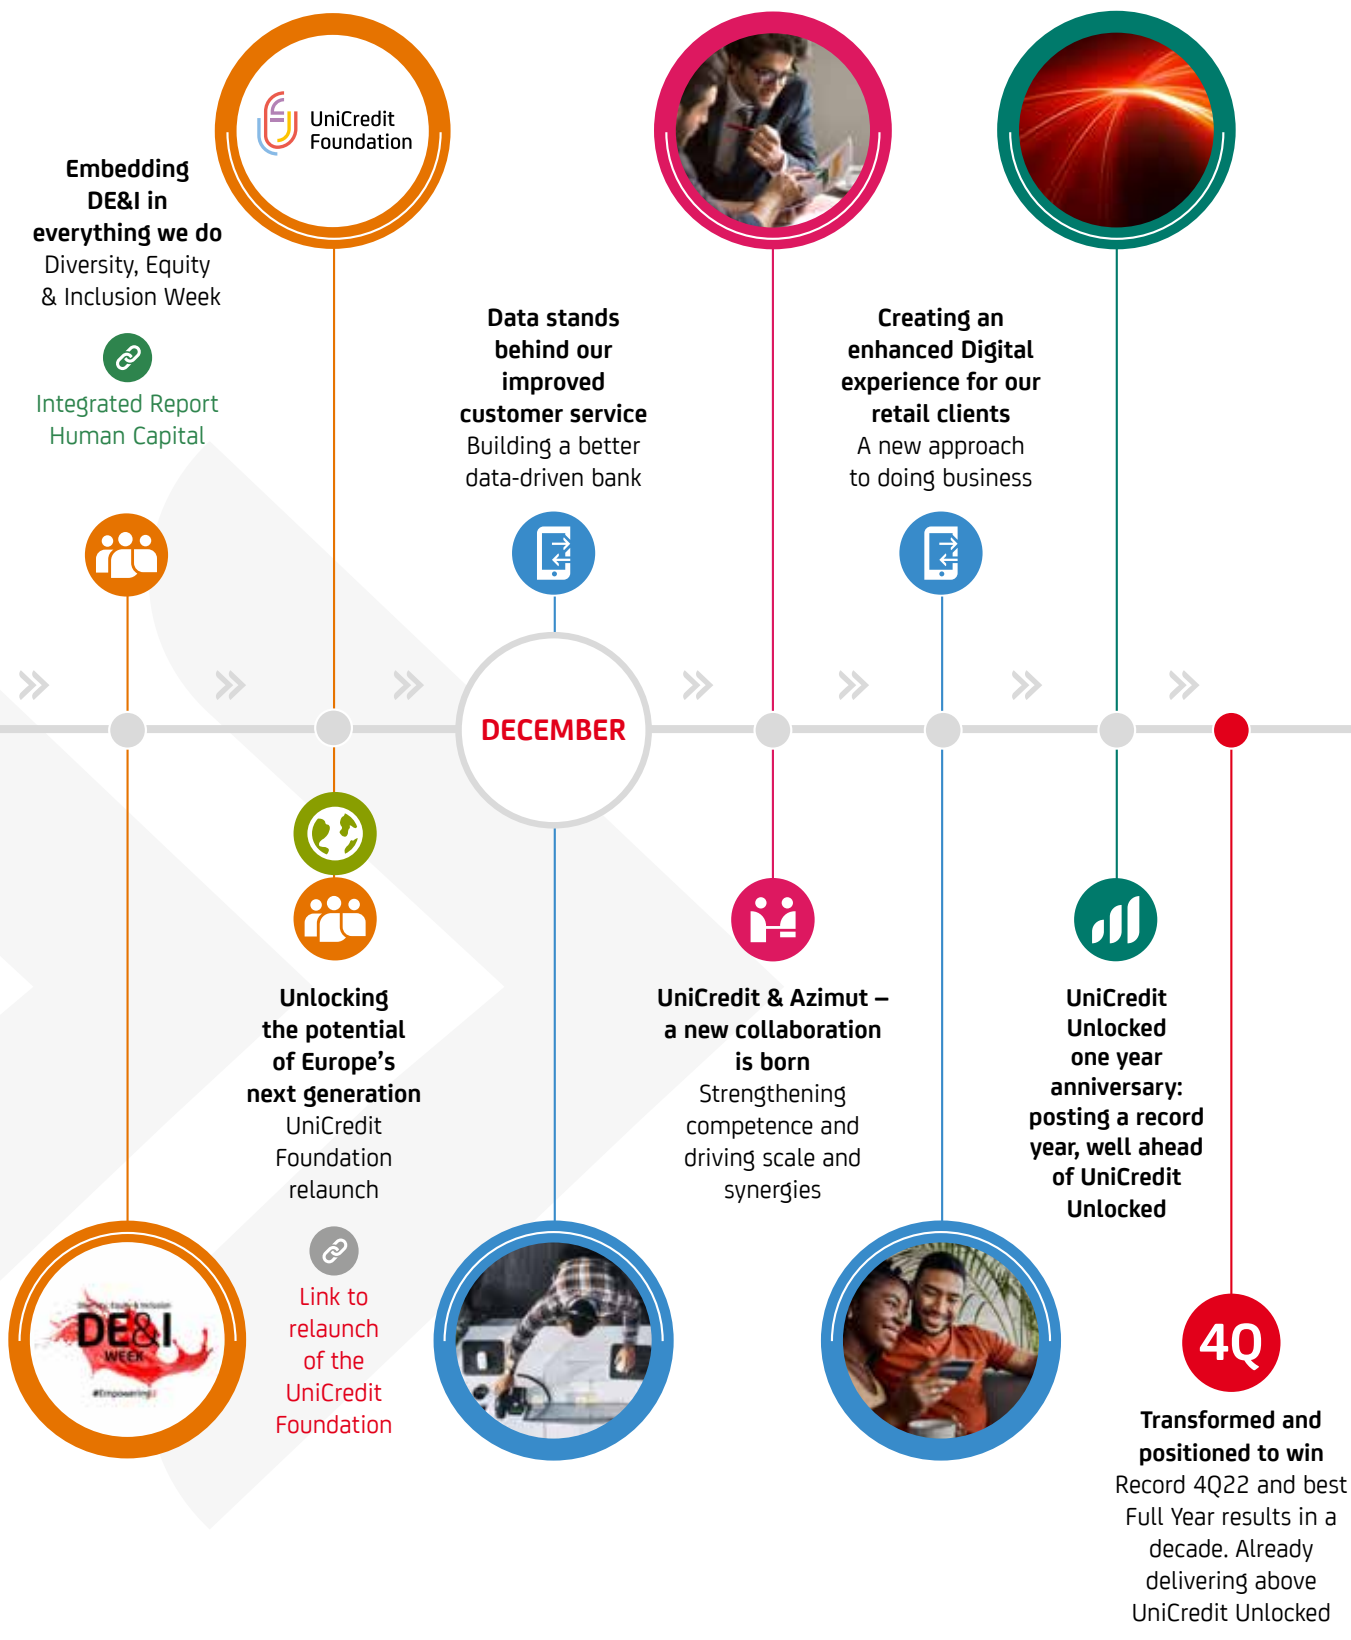 Embedding
DE&I in
everything we do
Diversity, Equity
& Inclusion Week
Integrated Report
Human Capital
Diversity, Equity & Inclusion
DE&I
WEEK
UniCredit
Foundation
Unlocking
the potential
of Europe's
next generation
UniCredit
Foundation
relaunch
Link to
relaunch
of the
UniCredit
Foundation
Data stands
behind our
improved
customer service
Building a better
data-driven bank
DECEMBER
UniCredit & Azimut –
a new collaboration
is born
Strengthening
competence and
driving scale and
synergies
Creating an
enhanced Digital
experience for our
retail clients
A new approach
to doing business
UniCredit
Unlocked
one year
anniversary:
posting a record
year, well ahead
of UniCredit
Unlocked
4Q
Transformed and
positioned to win
Record 4Q22 and best
Full Year results in a
decade. Already
delivering above
UniCredit Unlocked